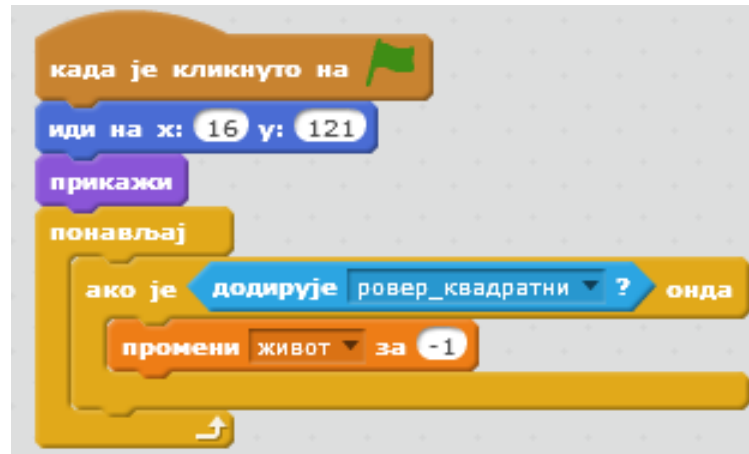 када је кликнуто на
иди на x: 16 y: 121
прикажи
понављај
ако је додирује ровер_квадратни ? онда
промени живот за -1